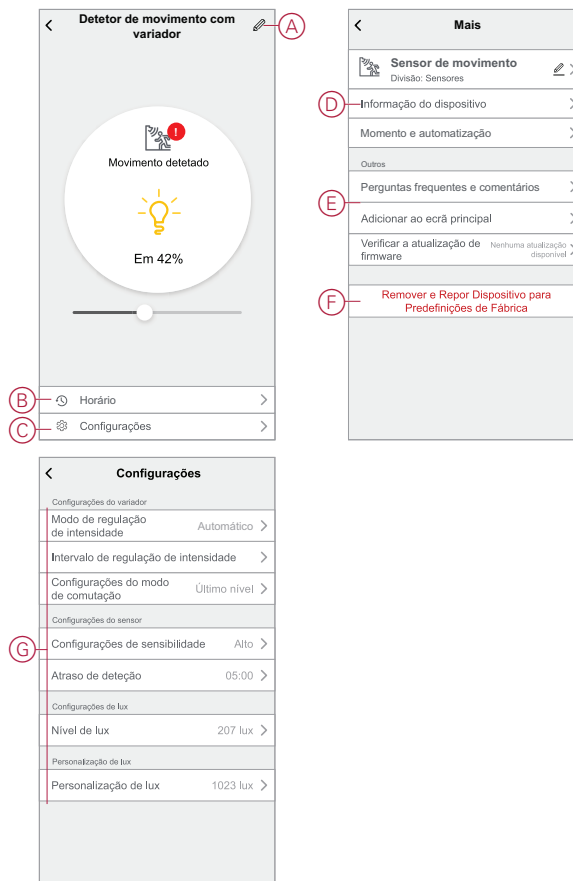 Detetor de movimento com
variador
A
Movimento detetado
Em 42%
B
Horário
C
Configurações
Mais
Sensor de movimento
Divisão: Sensores
D
Informação do dispositivo
Momento e automatização
Outros
E
Perguntas frequentes e comentários
Adicionar ao ecrã principal
Verificar a atualização de
firmware
Nenhuma atualização
disponível
F
Remover e Repor Dispositivo para
Predefinições de Fábrica
Configurações
Configurações do variador
Modo de regulação
de intensidade
Automático
Intervalo de regulação de intensidade
Configurações do modo
de comutação
Último nível
Configurações do sensor
G
Configurações de sensibilidade Alto
Atraso de deteção 05:00
Configurações de lux
Nível de lux 207 lux
Personalização de lux
Personalização de lux 1023 lux